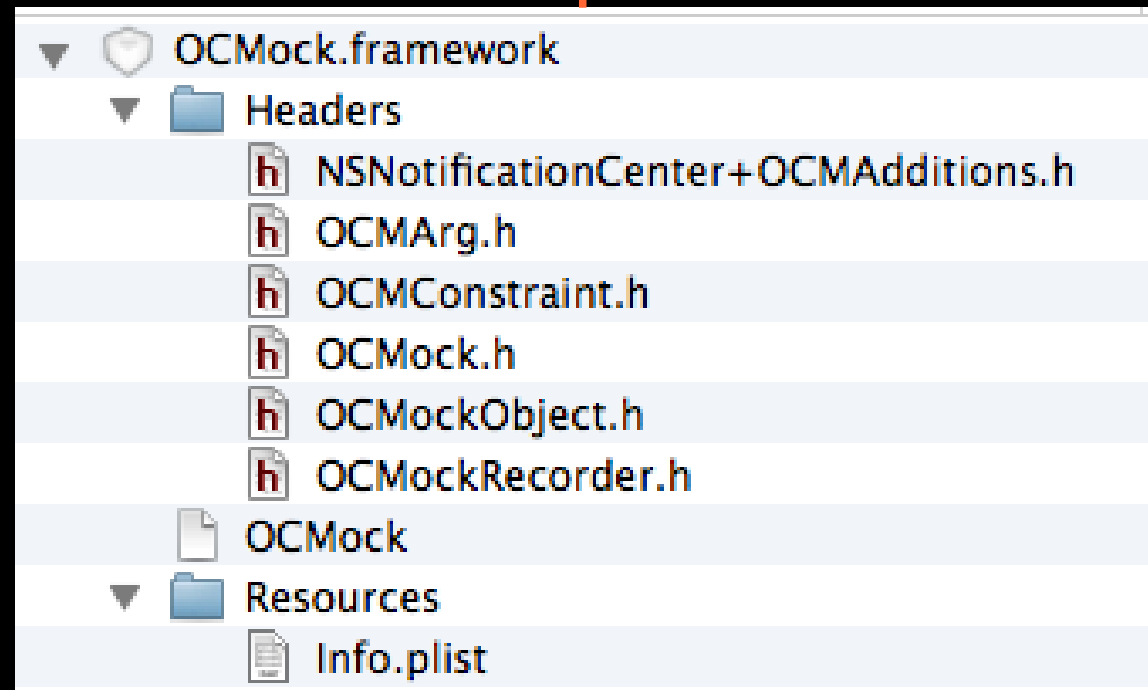 OCMock.framework
Headers
NSNotificationCenter+OCMAdditions.h
OCMArg.h
OCMConstraint.h
OCMock.h
OCMockObject.h
OCMockRecorder.h
OCMock
Resources
Info.plist